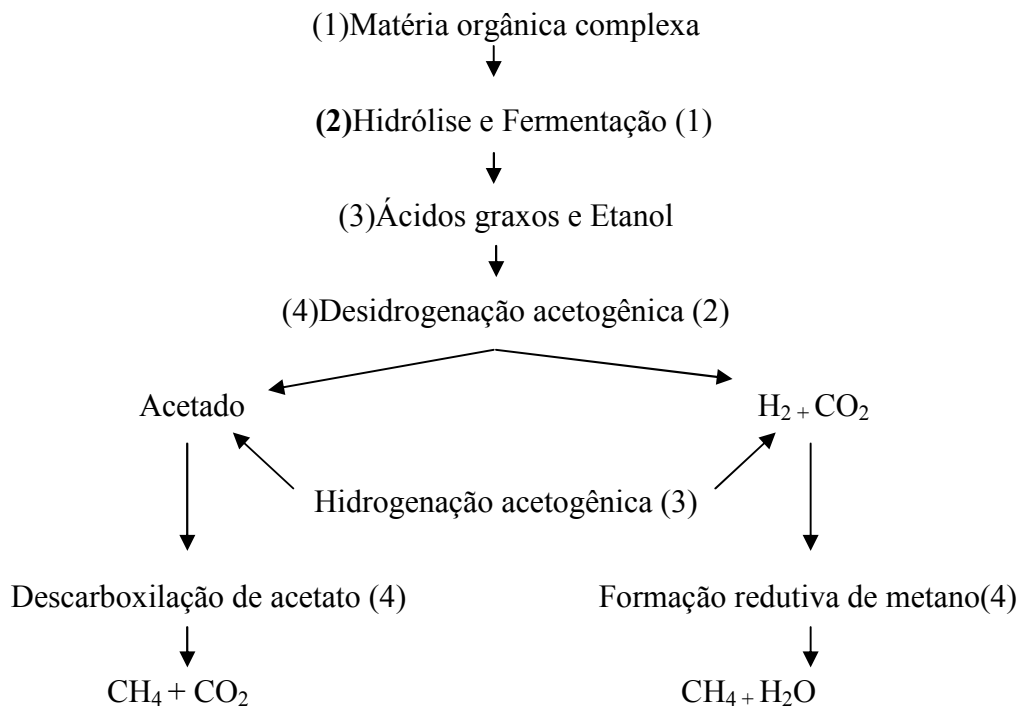 (1)Matéria orgânica complexa
(2)Hidrólise e Fermentação (1)
(3)Ácidos graxos e Etanol
(4)Desidrogenação acetogênica (2)
Acetado
H2 + CO2
Hidrogenação acetogênica (3)
Descarboxilação de acetato (4)
Formação redutiva de metano(4)
CH4 + CO2
CH4 + H2O